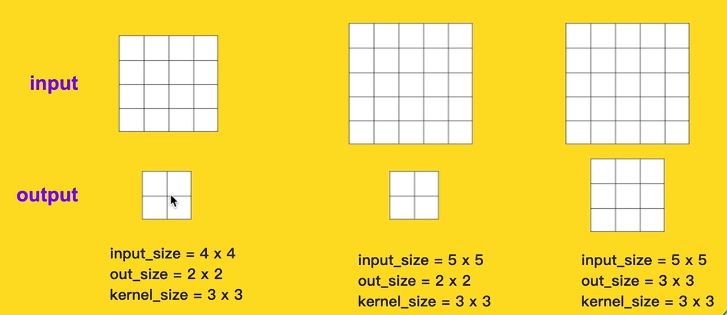 input
output
input_size = 4 x 4
out_size = 2 x 2
kernel_size = 3 x 3
input_size = 5 x 5
out_size = 2 x 2
kernel_size = 3 x 3
input_size = 5 x 5
out_size = 3 x 3
kernel_size = 3 x 3